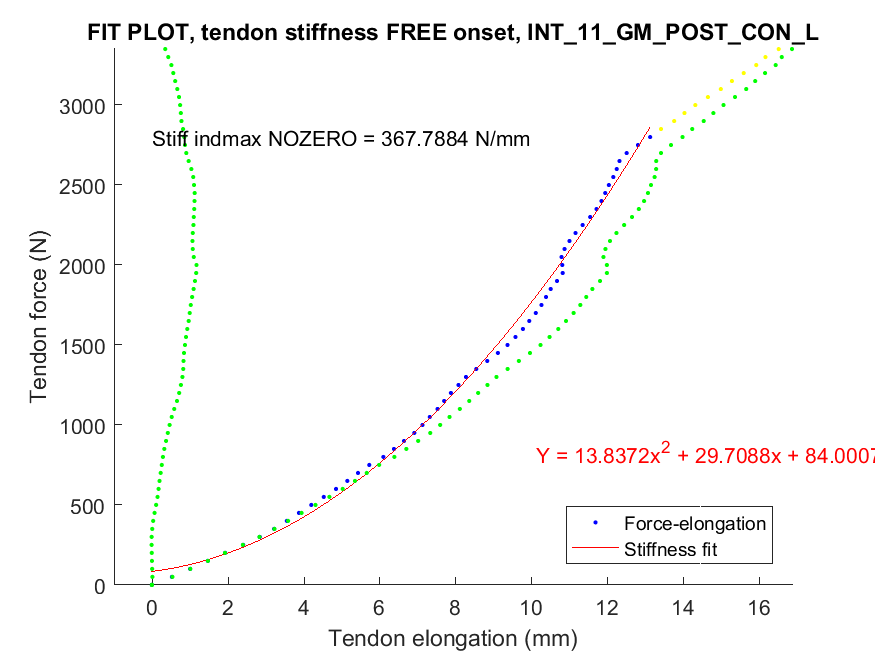 FIT PLOT, tendon stiffness FREE onset, INT_11_GM_POST_CON_L
3000
Stiff indmax NOZERO = 367.7884 N/mm
2500
2000
Tendon force (N)
1500
1000
Y = 13.8372x² + 29.7088x + 84.0007
500
Force-elongation
Stiffness fit
0
0 2 4 6 8 10 12 14 16
Tendon elongation (mm)